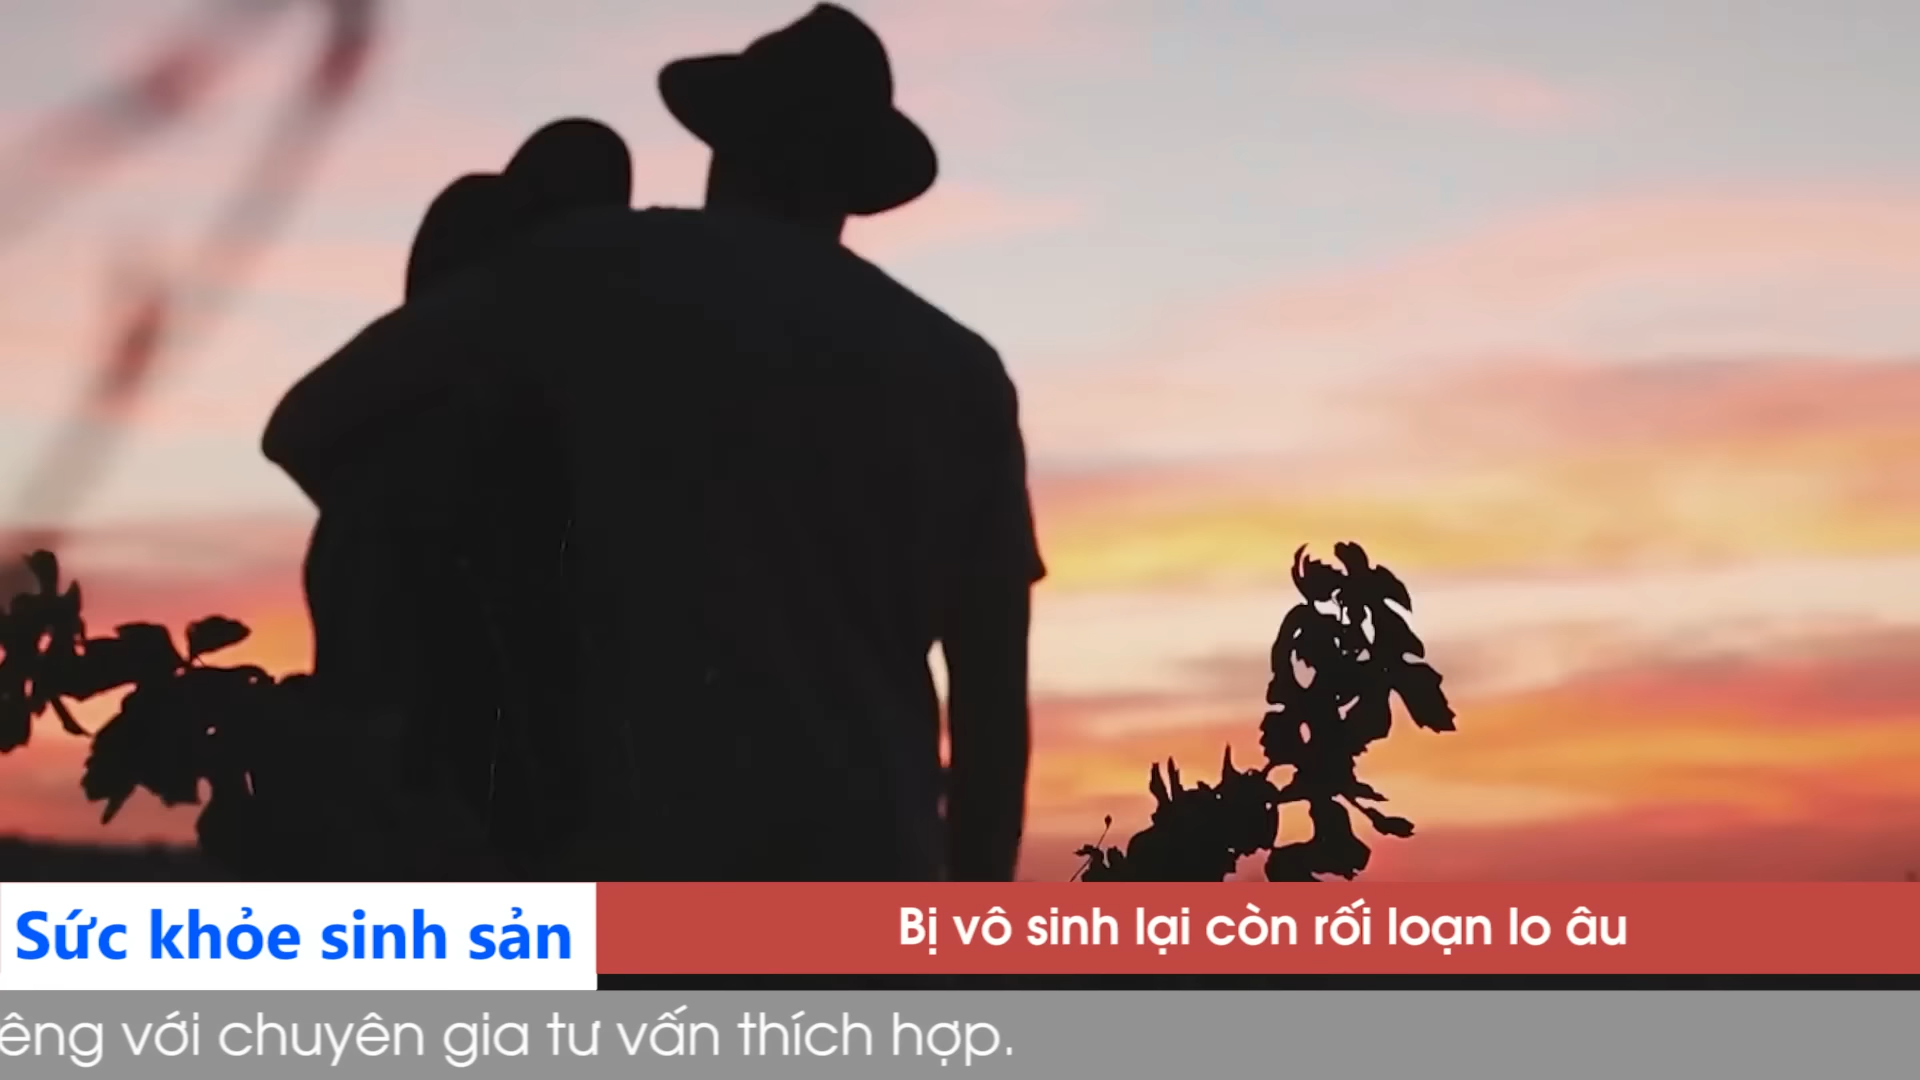 Sức khỏe sinh sản
Bị vô sinh lại còn rối loạn lo âu
với chuyên gia tư vấn thích hợp.